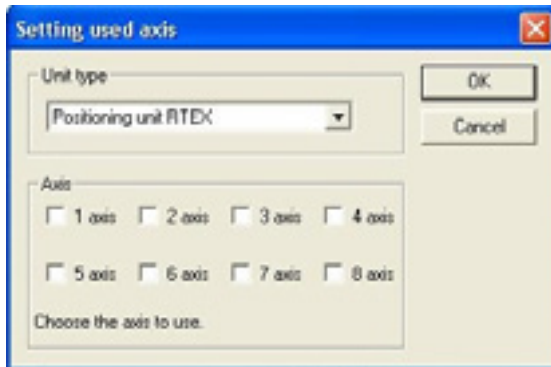 Setting used axis
Unit type
Positioning unit RTEX
OK
Cancel
Axis
1 axis 2 axis 3 axis 4 axis
5 axis 6 axis 7 axis 8 axis
Choose the axis to use.